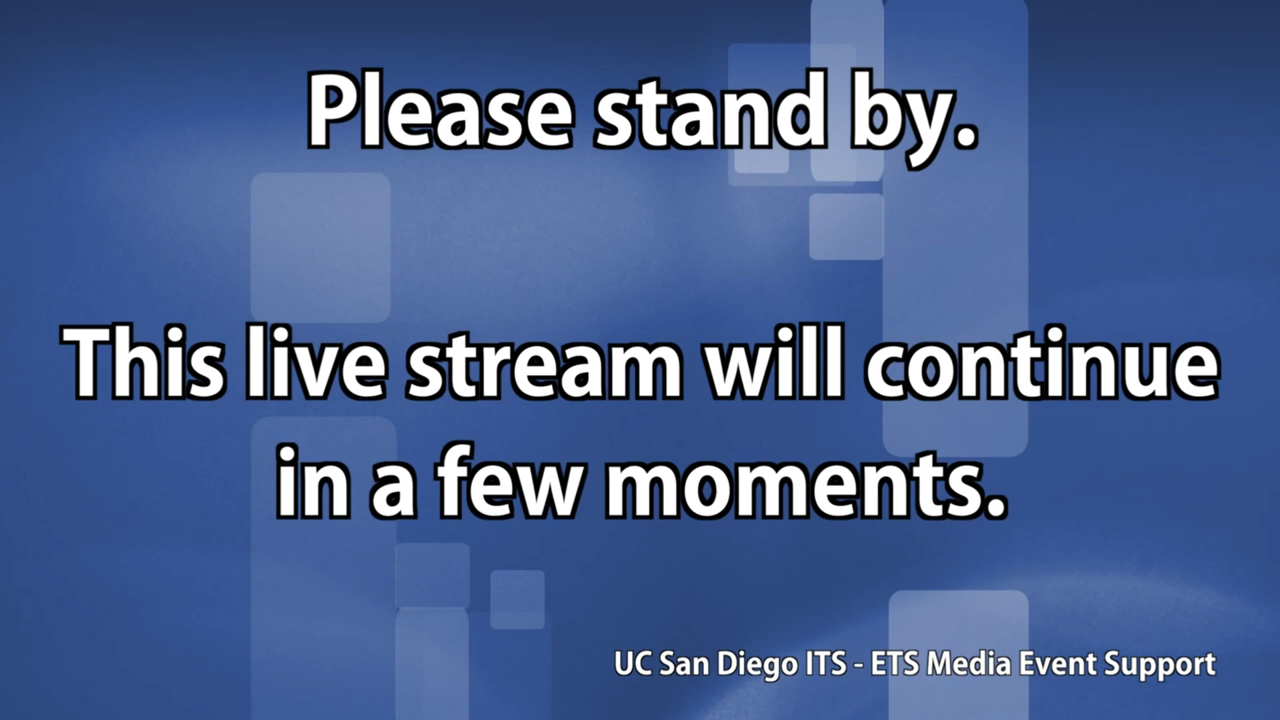 Please stand by.
This live stream will continue
in a few moments.
UC San Diego ITS - ETS Media Event Support